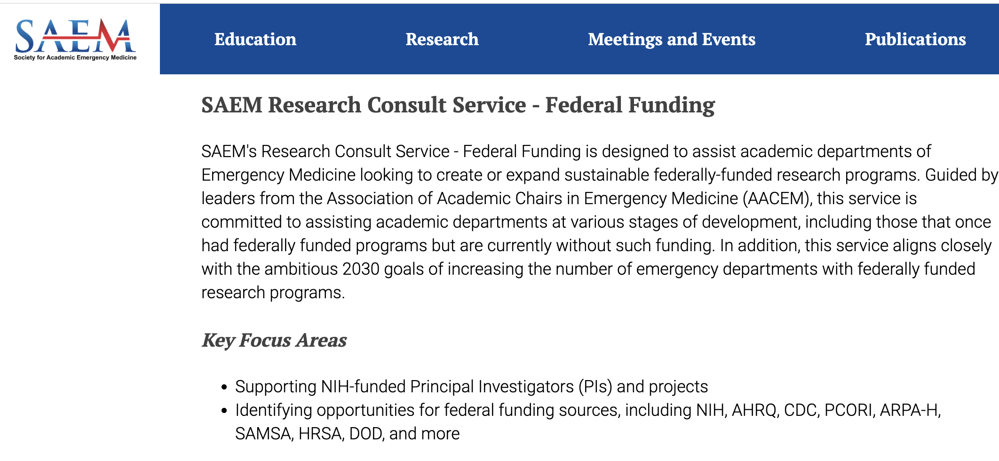 SAEM
Society for Academic Emergency Medicine
Education
Research
Meetings and Events
Publications
SAEM Research Consult Service - Federal Funding
SAEM's Research Consult Service - Federal Funding is designed to assist academic departments of
Emergency Medicine looking to create or expand sustainable federally-funded research programs. Guided by
leaders from the Association of Academic Chairs in Emergency Medicine (AACEM), this service is
committed to assisting academic departments at various stages of development, including those that once
had federally funded programs but are currently without such funding. In addition, this service aligns closely
with the ambitious 2030 goals of increasing the number of emergency departments with federally funded
research programs.
Key Focus Areas
• Supporting NIH-funded Principal Investigators (PIs) and projects
• Identifying opportunities for federal funding sources, including NIH, AHRQ, CDC, PCORI, ARPA-H,
SAMSA, HRSA, DOD, and more